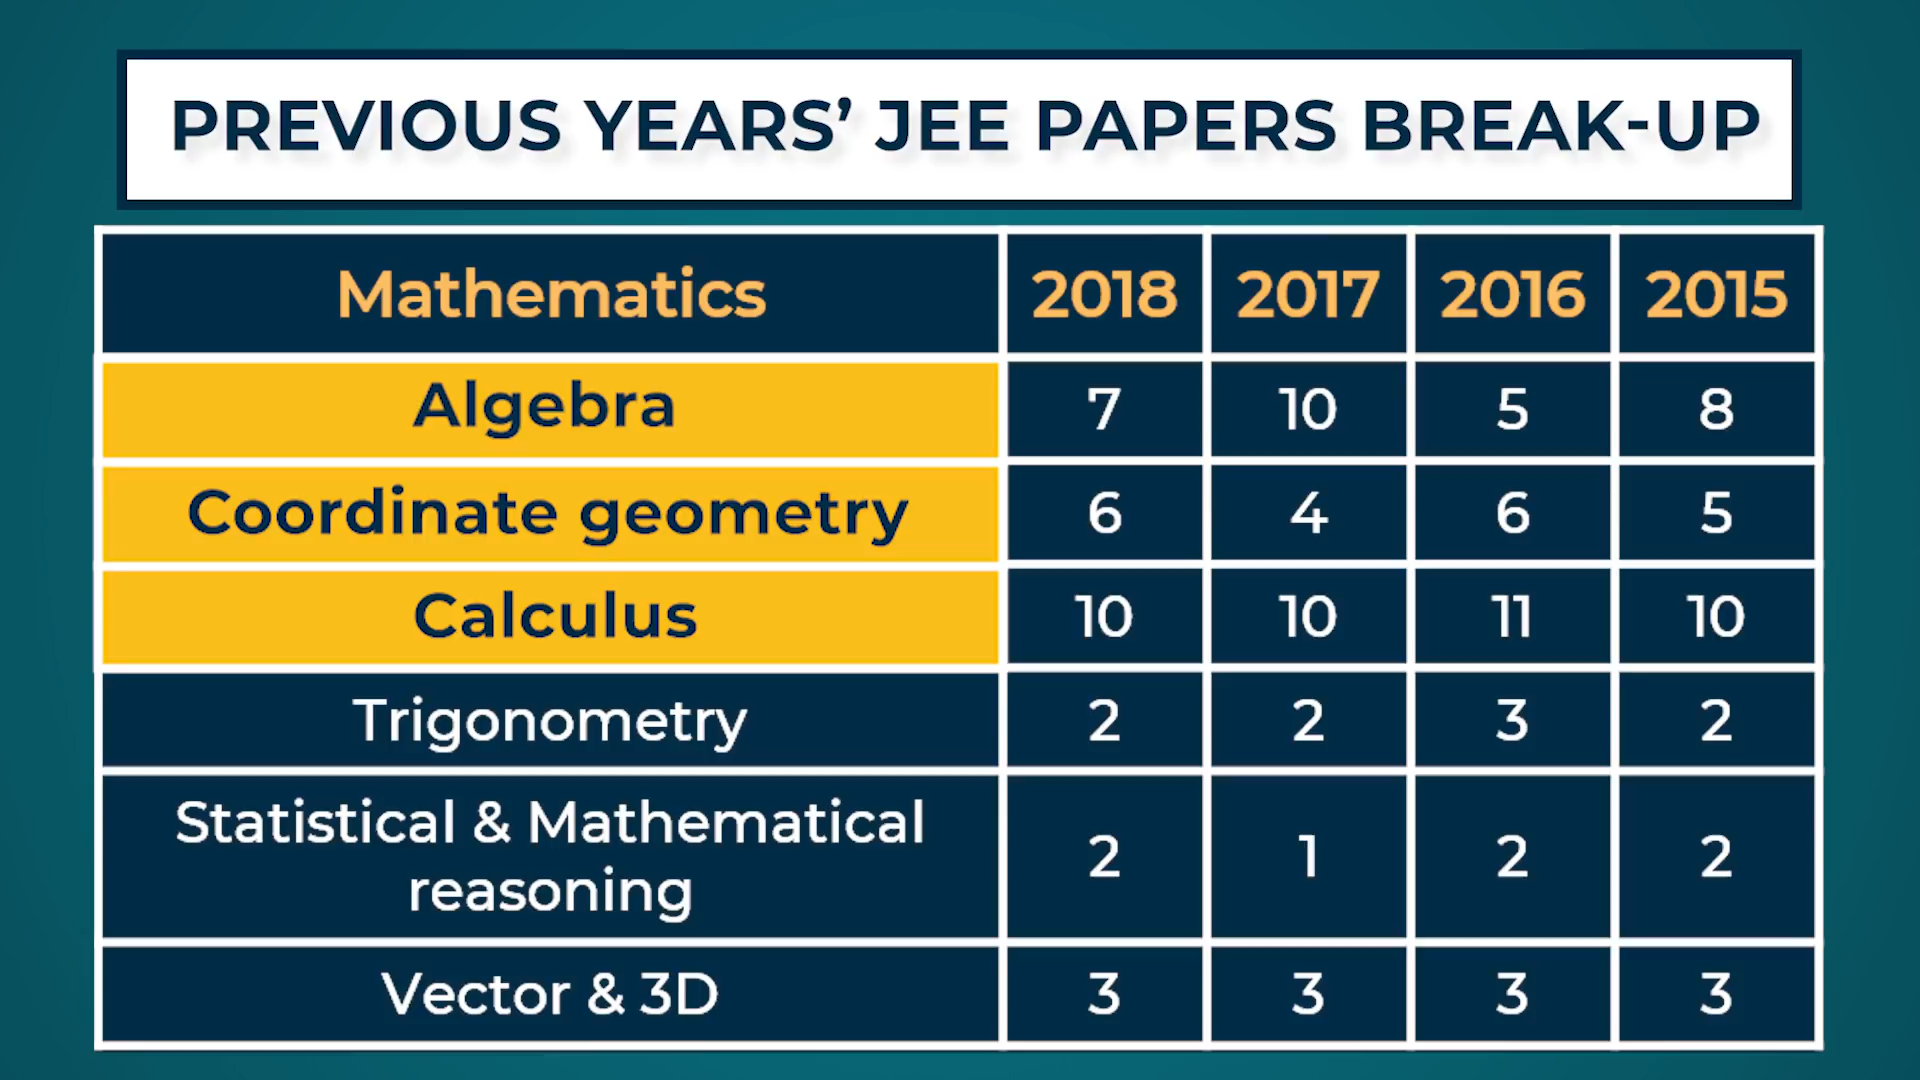 PREVIOUS YEARS’ JEE PAPERS BREAK-UP
Mathematics 2018 2017 2016 2015
Algebra 7 10 5 8
Coordinate geometry 6 4 6 5
Calculus 10 10 11 10
Trigonometry 2 2 3 2
Statistical & Mathematical
reasoning 2 1 2 2
Vector & 3D 3 3 3 3